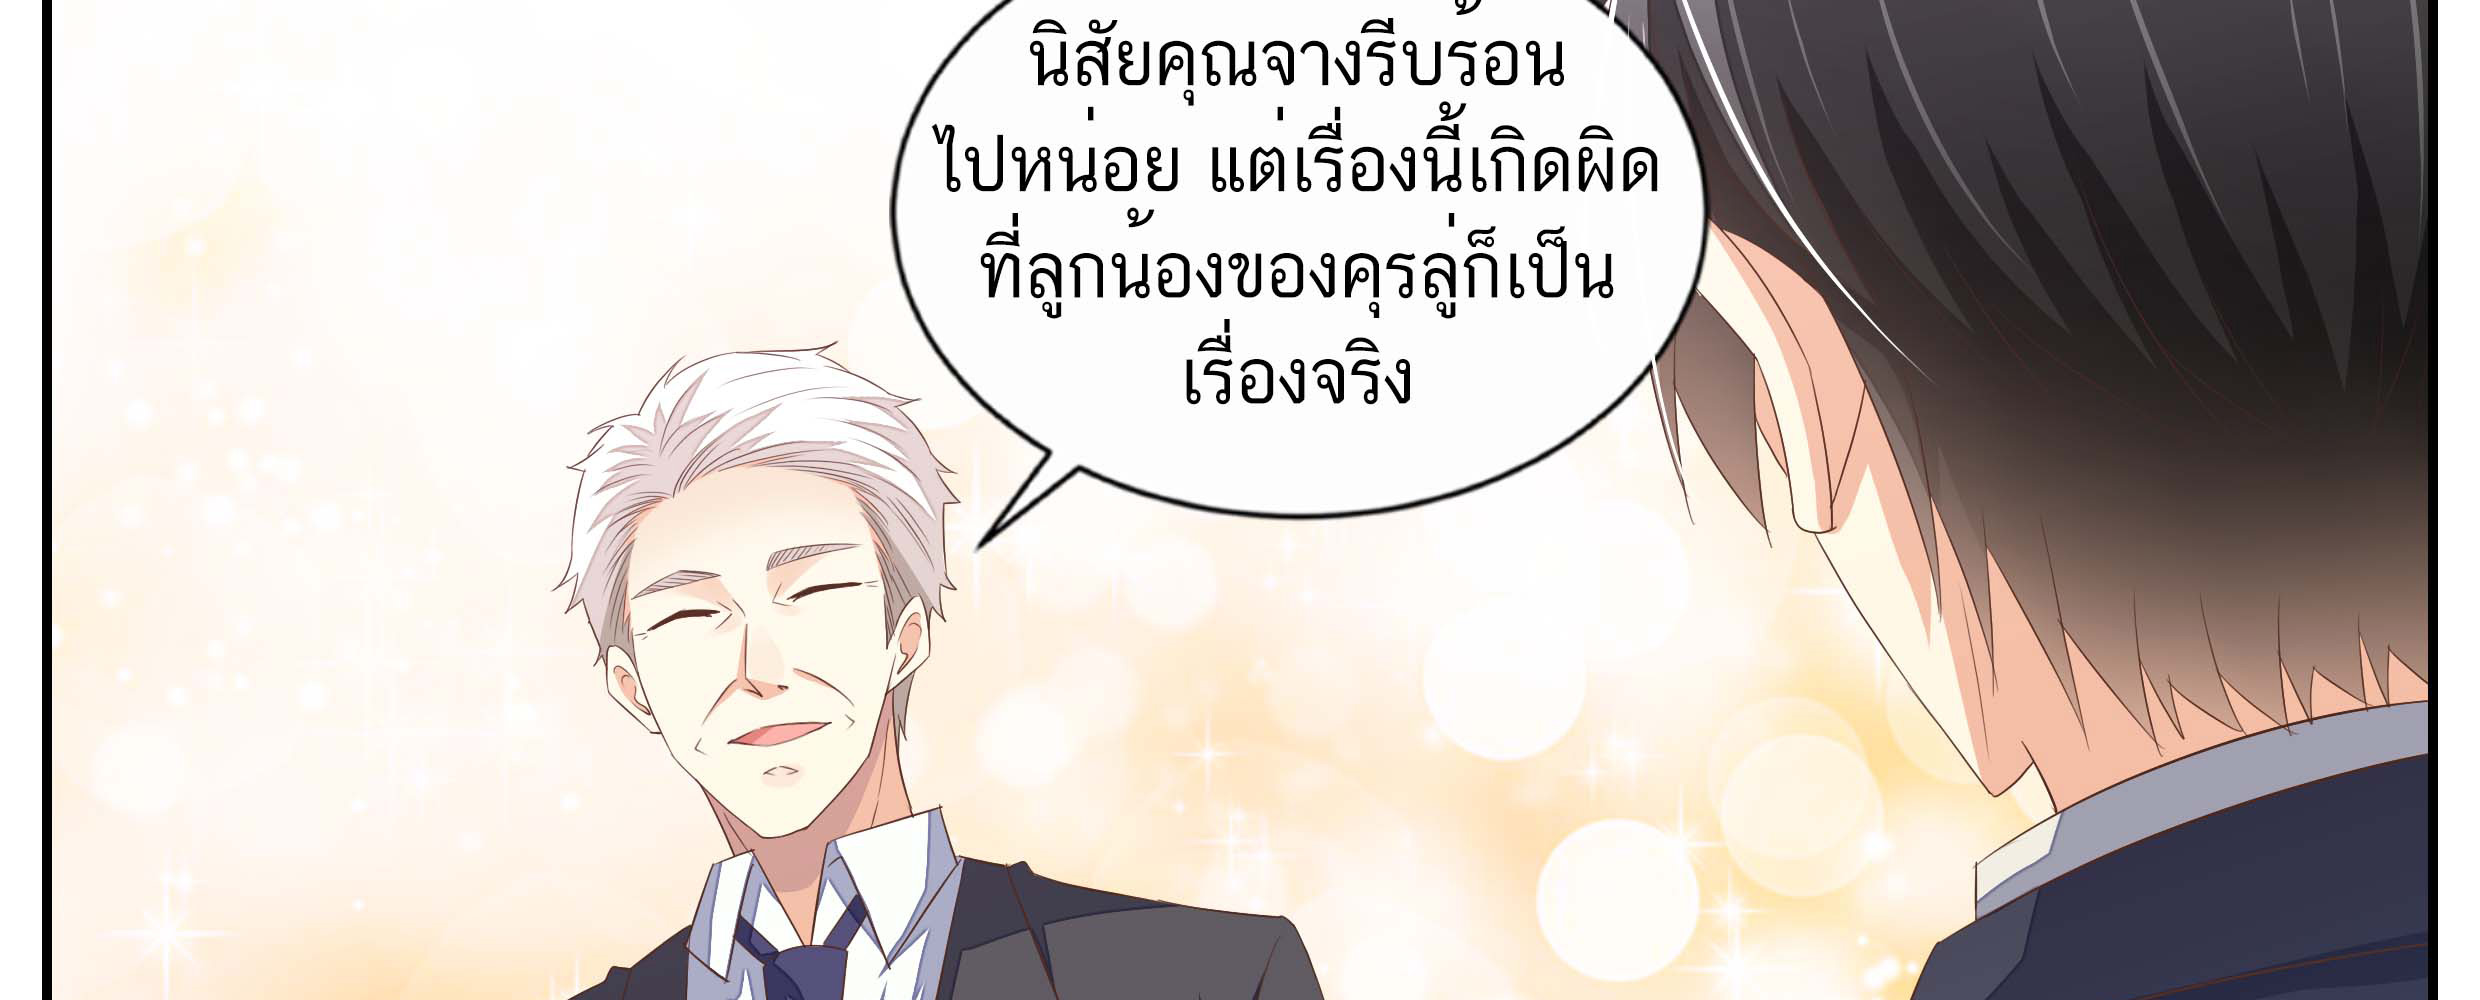 นิสัยคุณจางรีบร้อน
ไปหน่อย แต่เรื่องนี้เกิดผิด
ที่ลูกน้องของคุรลู่ก็เป็น
เรื่องจริง